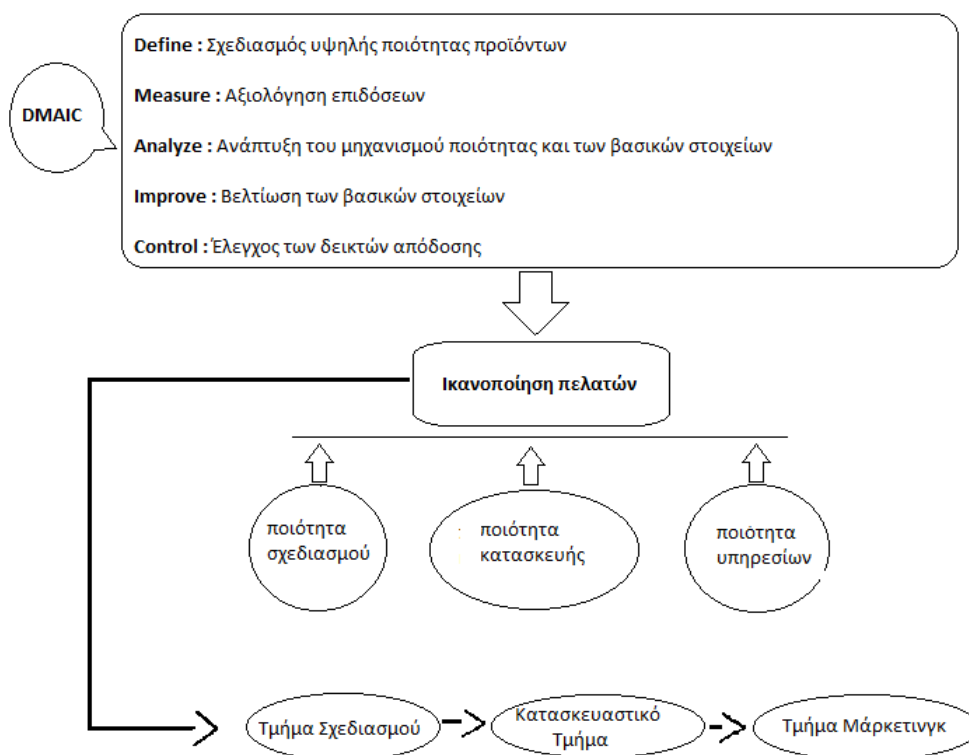 DMAIC
Define : Σχεδιασμός υψηλής ποιότητας προϊόντων
Measure : Αξιολόγηση επιδόσεων
Analyze : Ανάπτυξη του μηχανισμού ποιότητας και των βασικών στοιχείων
Improve : Βελτίωση των βασικών στοιχείων
Control : Έλεγχος των δεικτών απόδοσης
Ικανοποίηση πελατών
ποιότητα
σχεδιασμού
ποιότητα
κατασκευής
ποιότητα
υπηρεσίων
Τμήμα Σχεδιασμού
Κατασκευαστικό
Τμήμα
Τμήμα Μάρκετινγκ